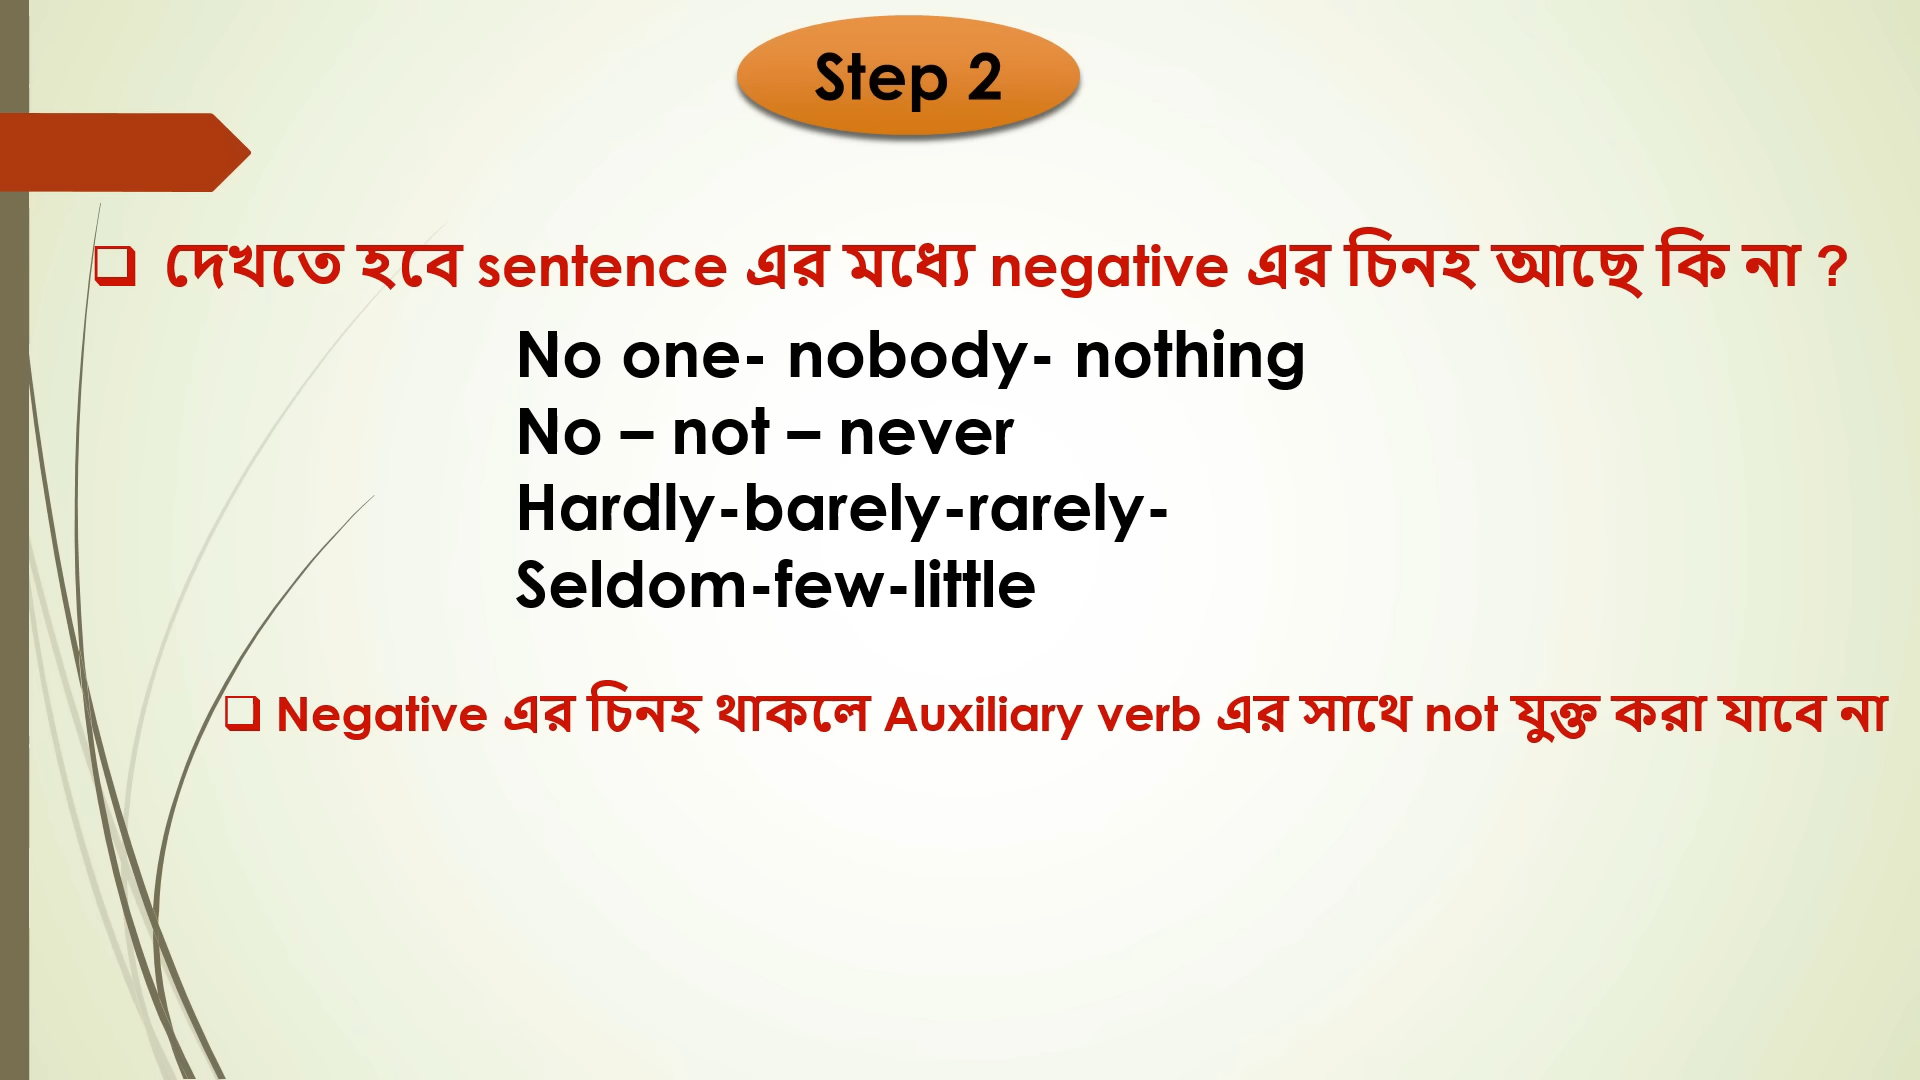 Step 2
দেখতে হবে sentence এর মধ্যে negative এর চিনহ আছে কি না ?
No one- nobody- nothing
No – not – never
Hardly-barely-rarely-
Seldom-few-little
Negative এর চিনহ থাকলে Auxiliary verb এর সাথে not যুক্ত করা যাবে না